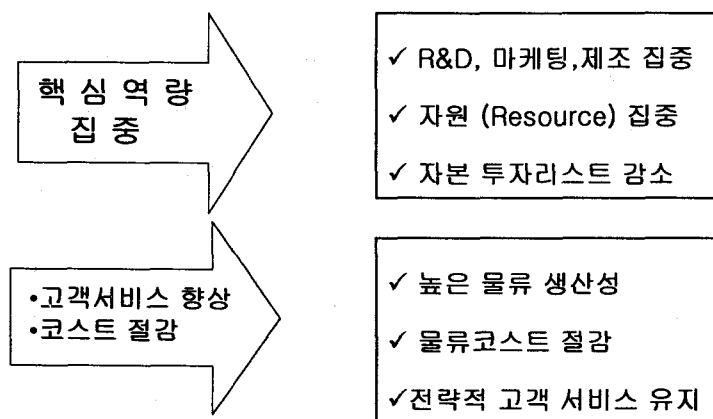 핵 심 역 량
집 중
✓ R&D, 마케팅,제조 집중
✓ 자원 (Resource) 집중
✓ 자본 투자리스트 감소
•고객서비스 향상
•코스트 절감
✓ 높은 물류 생산성
✓ 물류코스트 절감
✓전략적 고객 서비스 유지